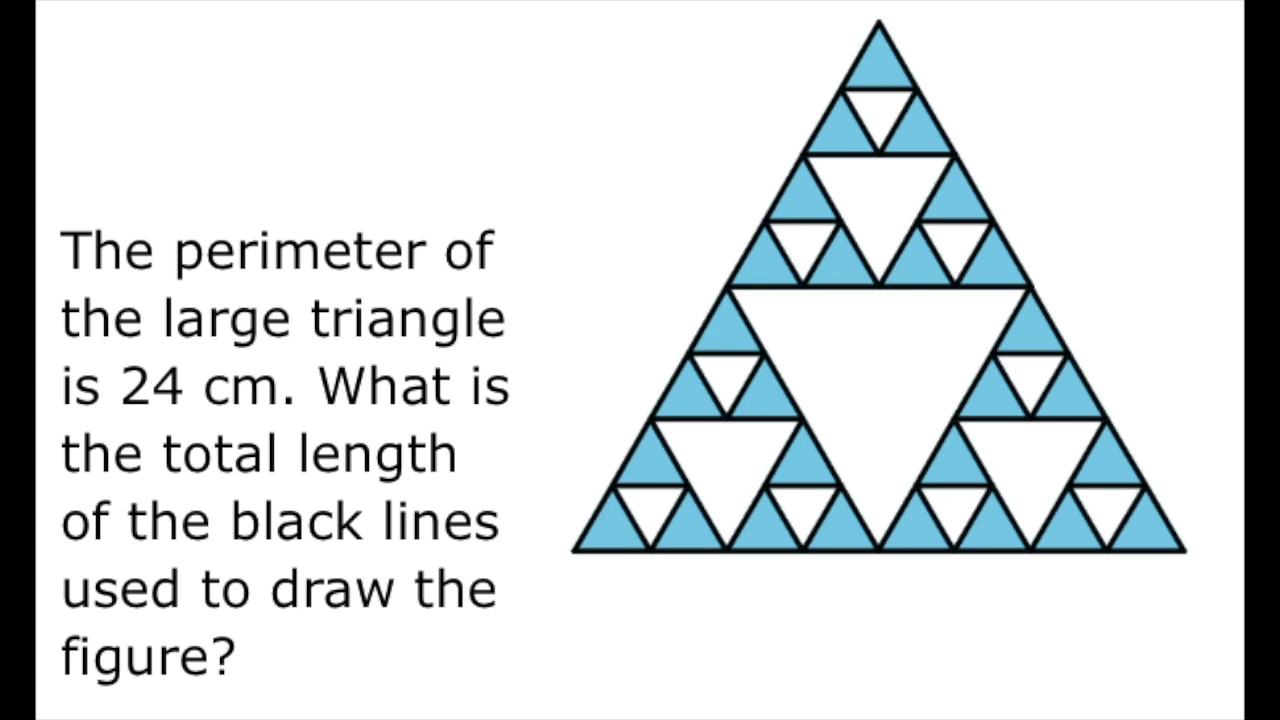 The perimeter of
the large triangle
is 24 cm. What is
the total length
of the black lines
used to draw the
figure?